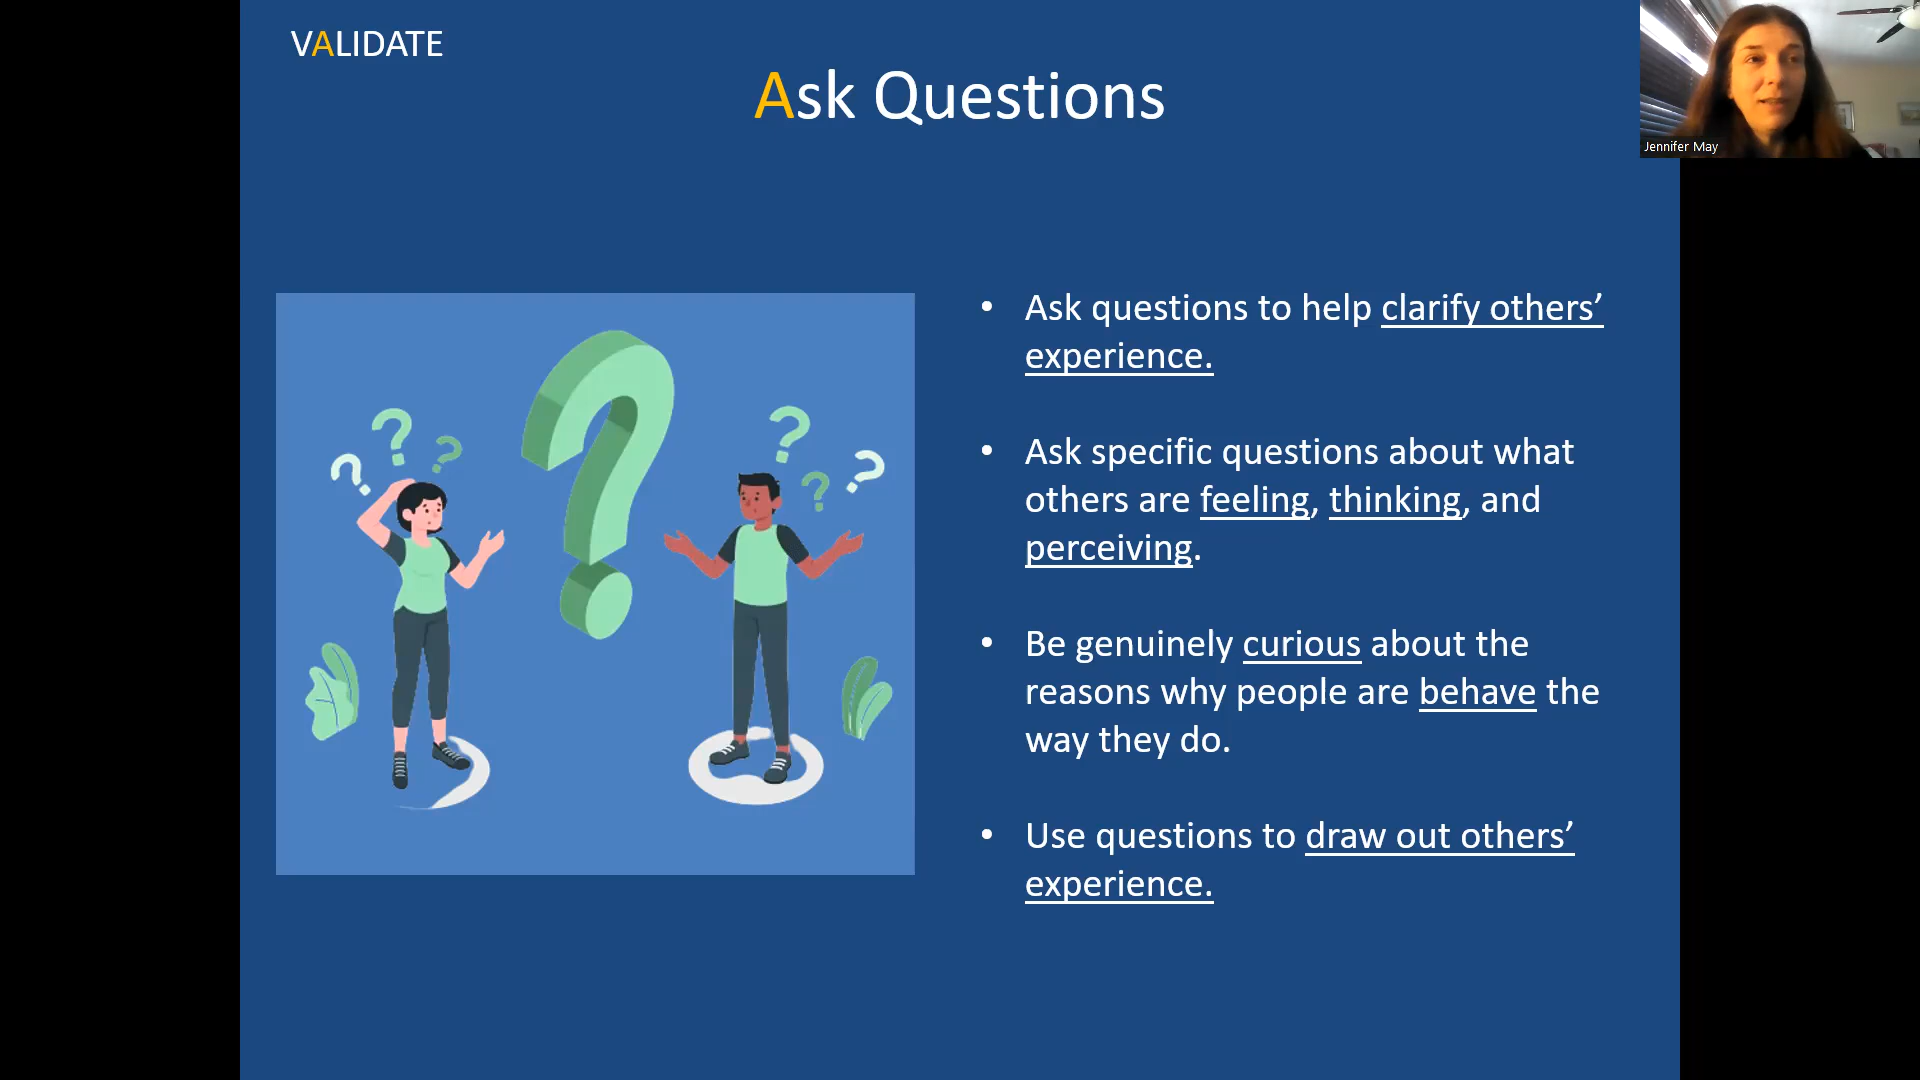 VALIDATE
Ask Questions
Jennifer May
• Ask questions to help clarify others’
experience.
• Ask specific questions about what
others are feeling, thinking, and
perceiving.
• Be genuinely curious about the
reasons why people are behave the
way they do.
• Use questions to draw out others’
experience.